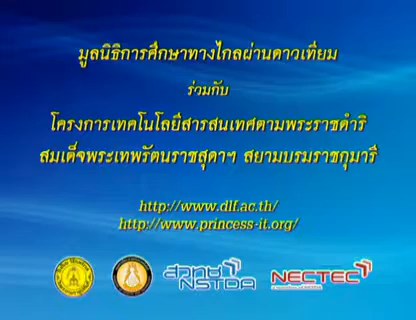 มูลนิธิการศึกษาทางไกลผ่านดาวเทียม
ร่วมกับ
โครงการเทคโนโลยีสารสนเทศตามพระราชดำริ
สมเด็จพระเทพรัตนราชสุดาฯ สยามบรมราชกุมารี
http://www.dlf.ac.th/
http://www.princess-it.org/
สวทช
NSTDA
NECTEC